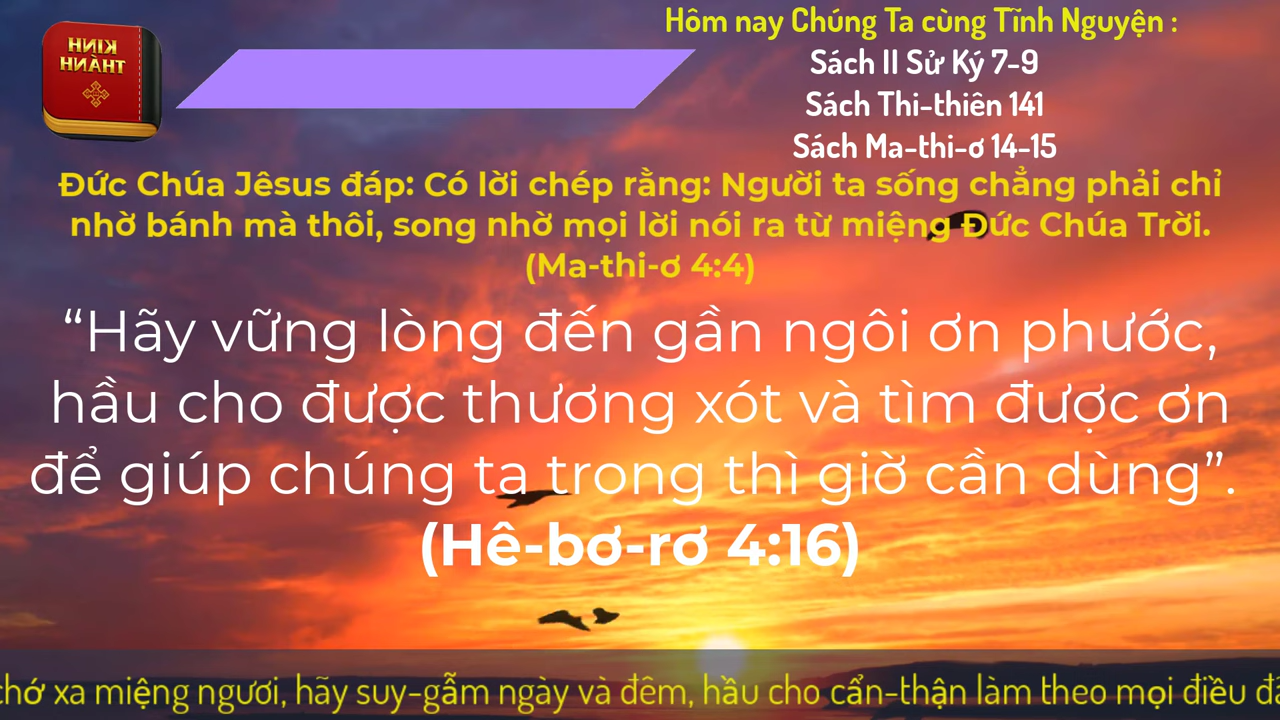 KINH
THÁNH
Hôm nay Chúng Ta cùng Tĩnh Nguyện :
Sách II Sử Ký 7-9
Sách Thi-thiên 141
Sách Ma-thi-ơ 14-15
Đức Chúa Jêsus đáp: Có lời chép rằng: Người ta sống chẳng phải chỉ
nhờ bánh mà thôi, song nhờ mọi lời nói ra từ miệng Đức Chúa Trời.
(Ma-thi-ơ 4:4)
“Hãy vững lòng đến gần ngôi ơn phước,
hầu cho được thương xót và tìm được ơn
để giúp chúng ta trong thì giờ cần dùng”.
(Hê-bơ-rơ 4:16)
chớ xa miệng ngươi, hãy suy-gẫm ngày và đêm, hầu cho cẩn-thận làm theo mọi điều